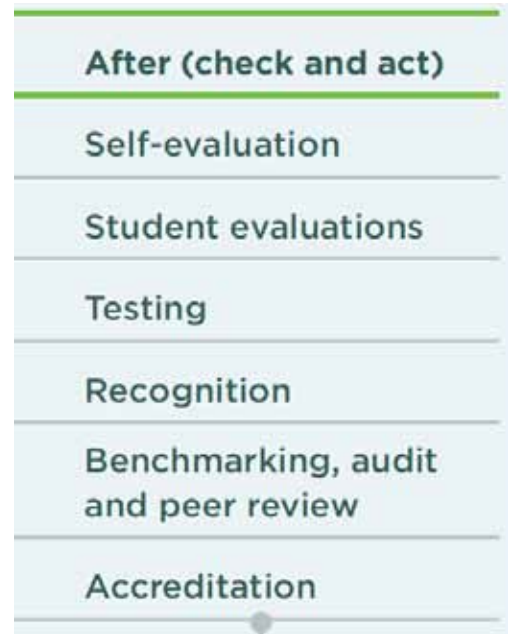 After (check and act)
Self-evaluation
Student evaluations
Testing
Recognition
Benchmarking, audit
and peer review
Accreditation